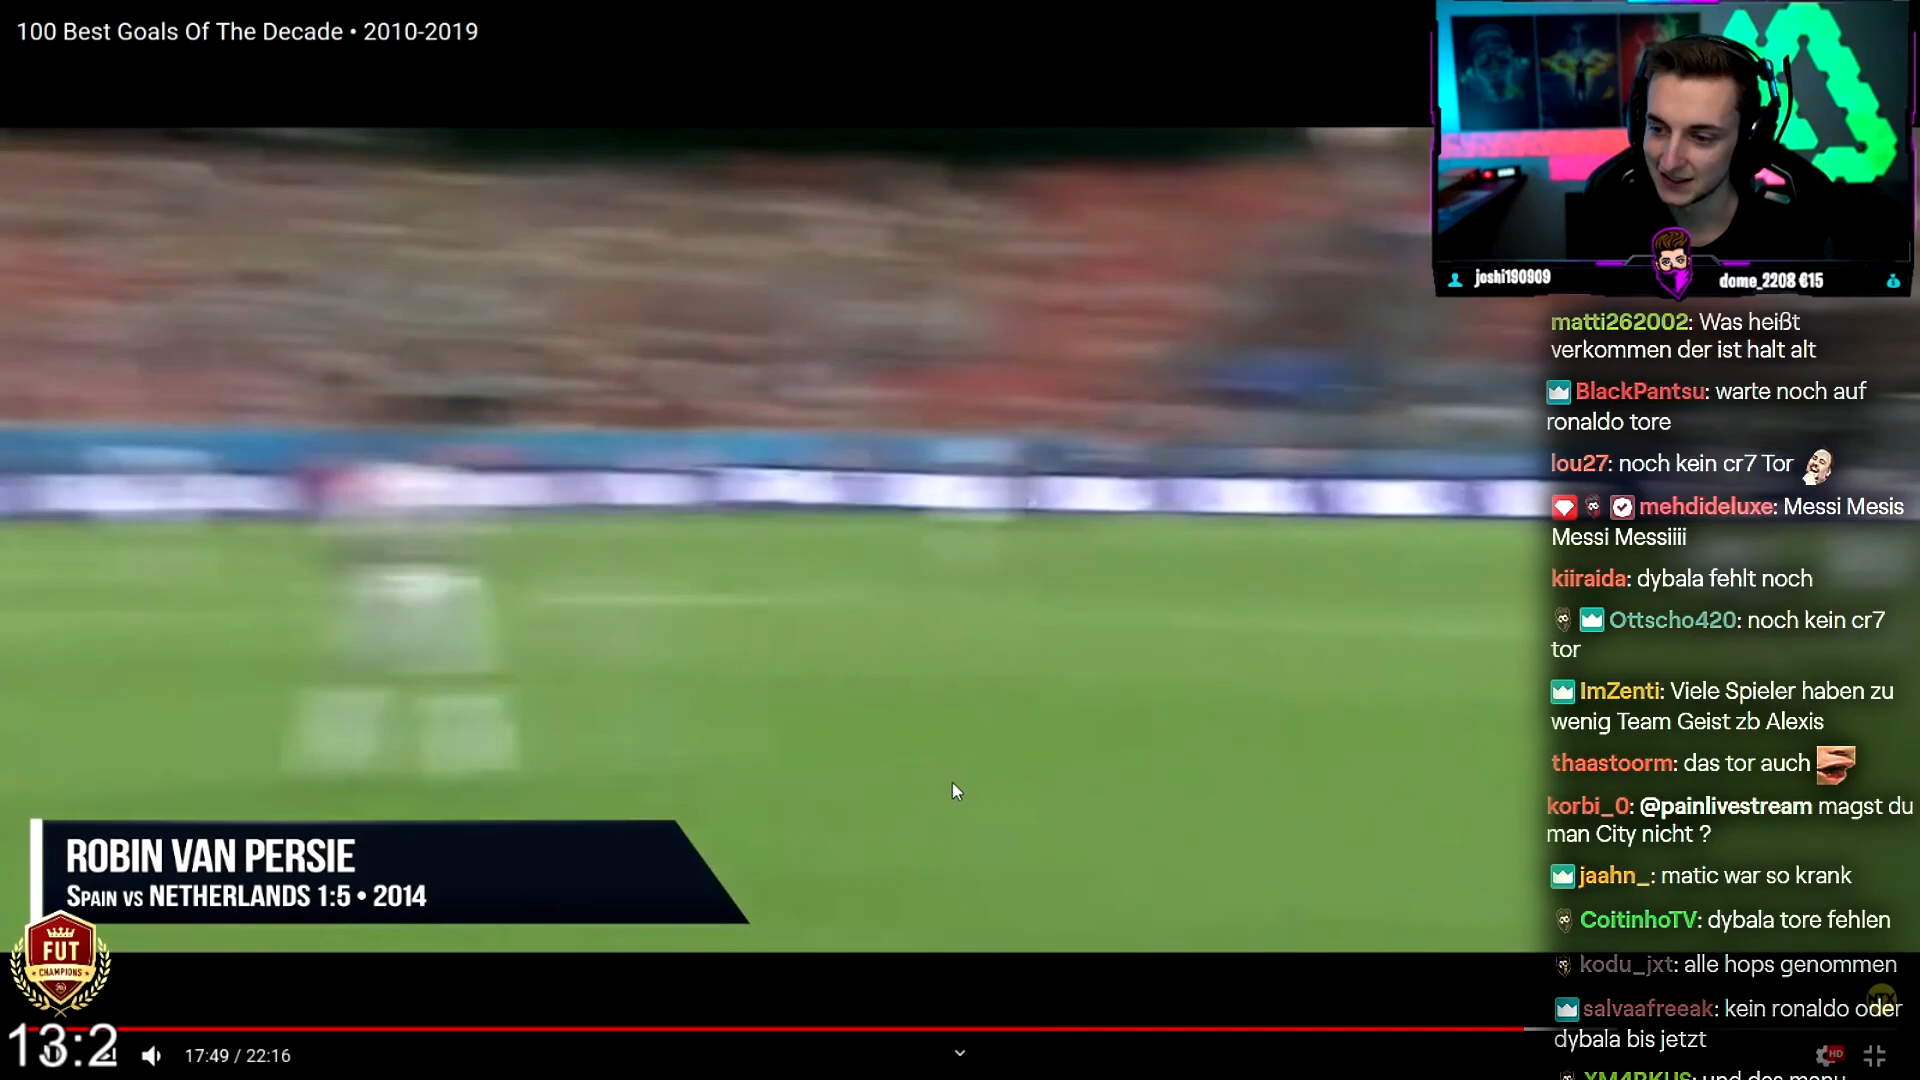 100 Best Goals Of The Decade • 2010-2019
joshi190909
dome_2208 €15
matti262002: Was heißt
verkommen der ist halt alt
BlackPantsu: warte noch auf
ronaldo tore
lou27: noch kein cr7 Tor
mehdideluxe: Messi Mesis
Messi Messiiii
kiiraida: dybala fehlt noch
Ottscho420: noch kein cr7
tor
ImZenti: Viele Spieler haben zu
wenig Team Geist zb Alexis
thaastoorm: das tor auch
korbi_0: @painlivestream magst du
man City nicht ?
jaahn_: matic war so krank
CoitinhoTV: dybala tore fehlen
kodu_jxt: alle hops genommen
salvaafreeak: kein ronaldo oder
dybala bis jetzt
ROBIN VAN PERSIE
SPAIN VS NETHERLANDS 1:5 • 2014
FUT
CHAMPIONS
13:2
17:49 / 22:16
HD